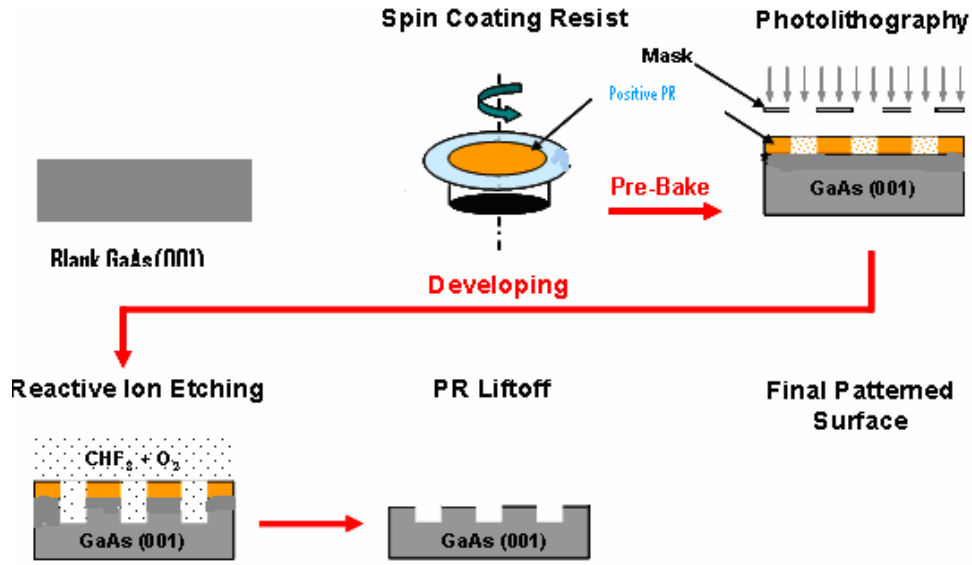 Spin Coating Resist
Photolithography
Mask
Positive PR
Pre-Bake
GaAs (001)
Blank GaAs(001)
Developing
Reactive Ion Etching
PR Liftoff
Final Patterned
Surface
CHF₃ + O₂
GaAs (001)
GaAs (001)